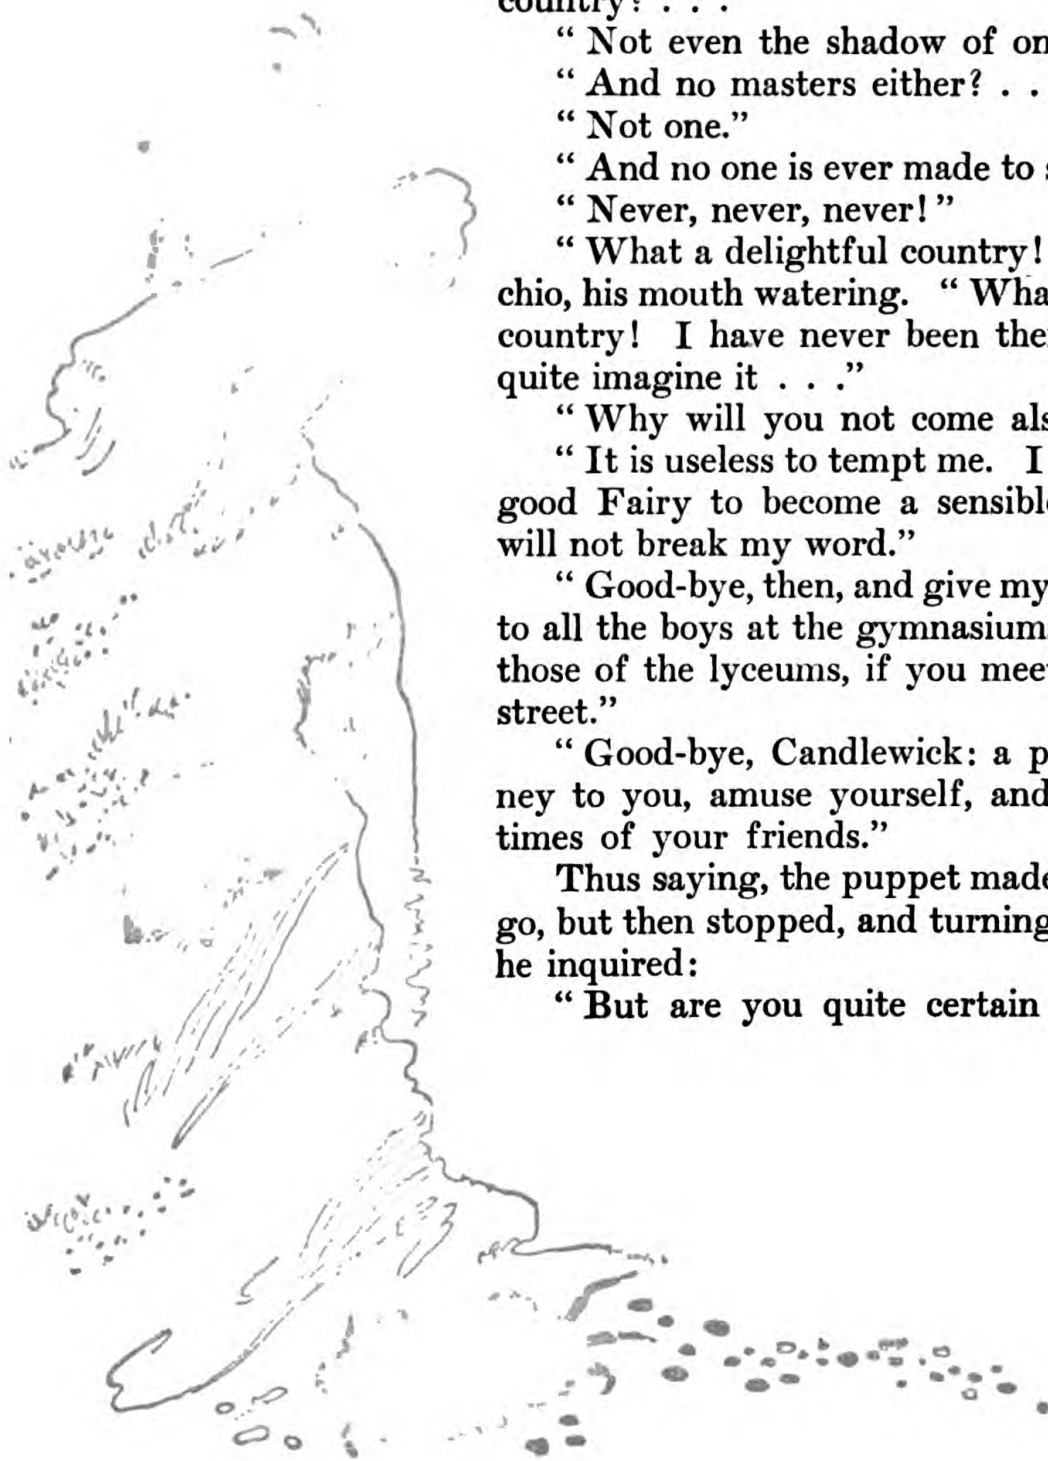 country? . . .
“ Not even the shadow of on
“ And no masters either? . .
“ Not one.”
“ And no one is ever made to
“ Never, never, never! ”
“ What a delightful country!
chio, his mouth watering. “ Wha
country! I have never been the
quite imagine it . . .”
“ Why will you not come als
“ It is useless to tempt me. I
good Fairy to become a sensibl
will not break my word.”
“ Good-bye, then, and give my
to all the boys at the gymnasium
those of the lyceums, if you mee
street.”
“ Good-bye, Candlewick: a p
ney to you, amuse yourself, and
times of your friends.”
Thus saying, the puppet made
go, but then stopped, and turning
he inquired:
“ But are you quite certain